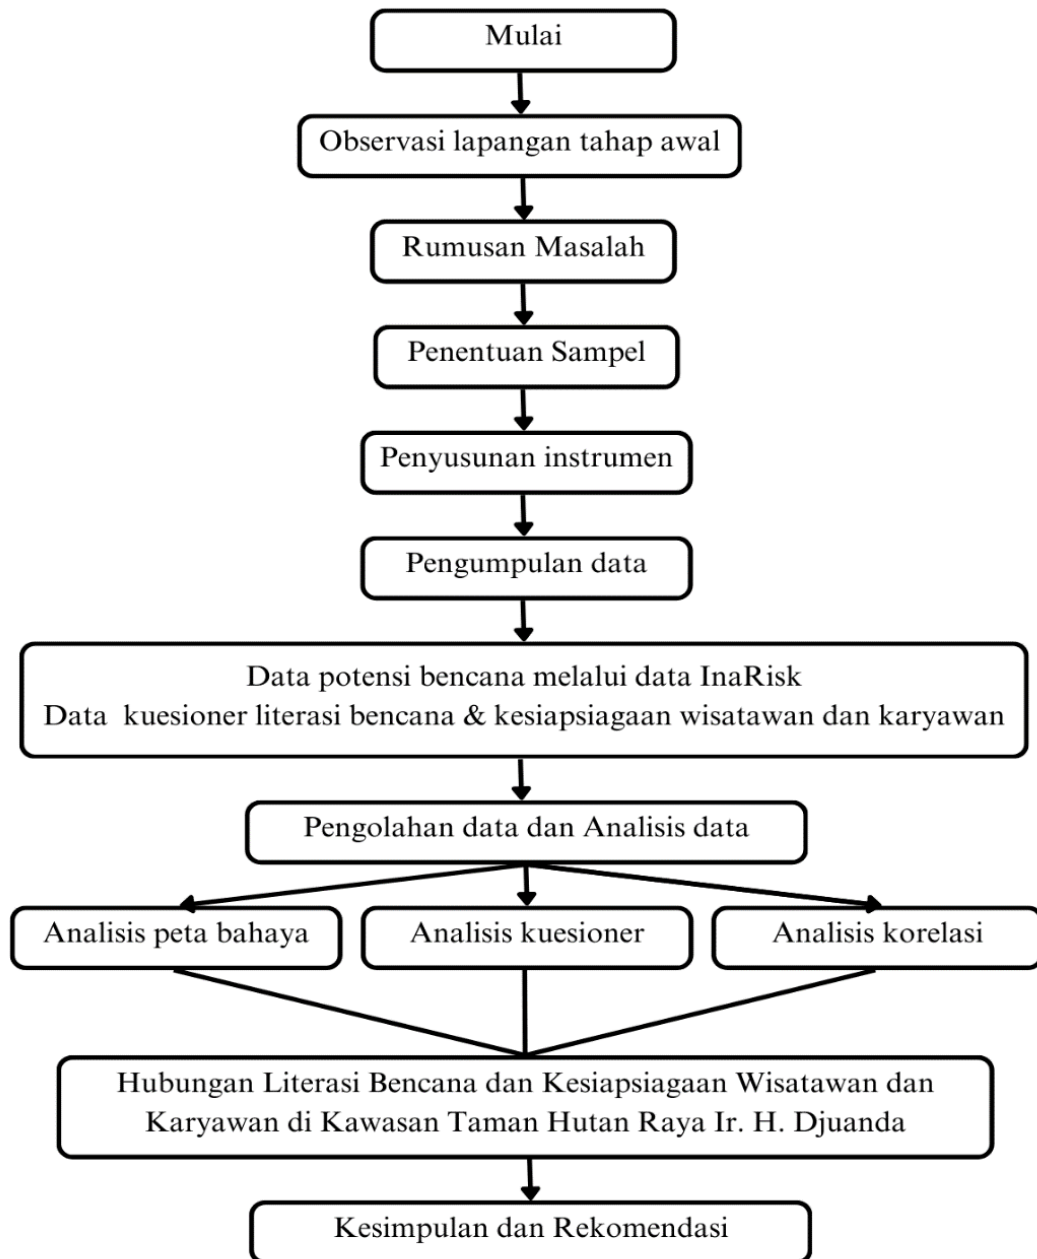 Mulai
Observasi lapangan tahap awal
Rumusan Masalah
Penentuan Sampel
Penyusunan instrumen
Pengumpulan data
Data potensi bencana melalui data InaRisk
Data kuesioner literasi bencana & kesiapsiagaan wisatawan dan karyawan
Pengolahan data dan Analisis data
Analisis peta bahaya
Analisis kuesioner
Analisis korelasi
Hubungan Literasi Bencana dan Kesiapsiagaan Wisatawan dan
Karyawan di Kawasan Taman Hutan Raya Ir. H. Djuanda
Kesimpulan dan Rekomendasi